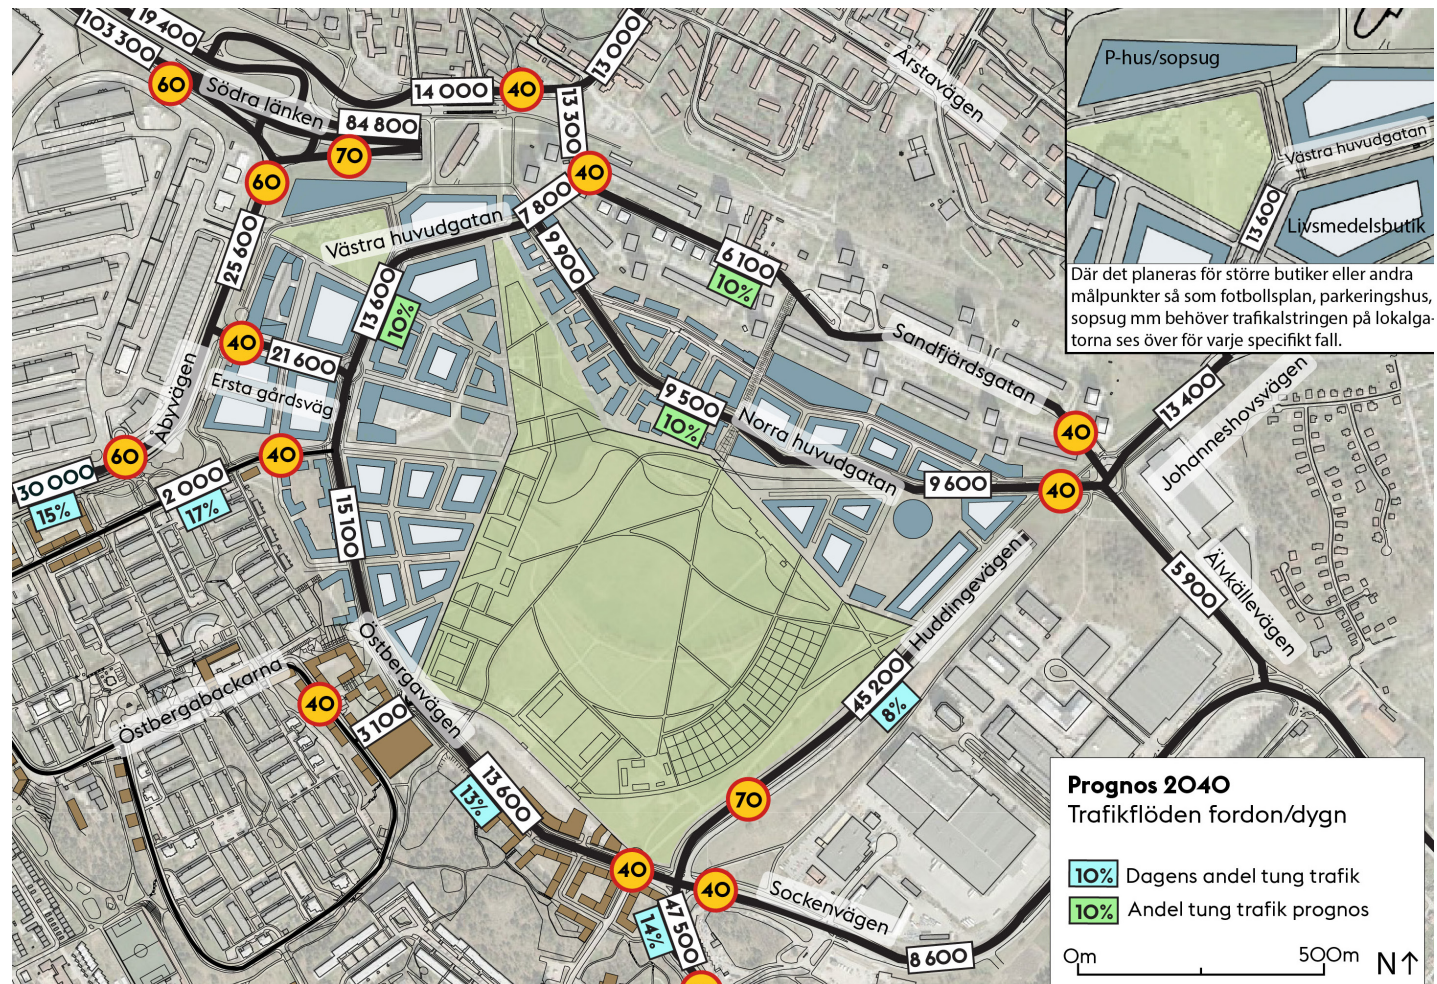 103 300
19 400
60
Södra länken
84 800
70
60
14 000
40
13 000
13 300
40
Årstavägen
7 800
Västra huvudgatan
9 900
6 100
10%
25 600
13 600
10%
40
21 600
Ersta gårdsväg
Åbyvägen
60
30 000
15%
2 000
17%
40
15 100
9 500
10%
Norra huvudgatan
Sandfjärdsgatan
9 600
40
40
13 400
Johanneshovsvägen
5 900
Älvkällevägen
Huddingevägen
45 200
8%
70
Östbergavägen
Östbergabackarna
40
3 100
13 600
13%
40
40
47 500
14%
Sockenvägen
8 600
P-hus/sopsug
Västra huvudgatan
13 600
Livsmedelsbutik
Där det planeras för större butiker eller andra
målpunkter så som fotbollsplan, parkeringshus,
sopsug mm behöver trafikalstringen på lokalga-
torna ses över för varje specifikt fall.
Prognos 2040
Trafikflöden fordon/dygn
10% Dagens andel tung trafik
10% Andel tung trafik prognos
0m 500m N↑